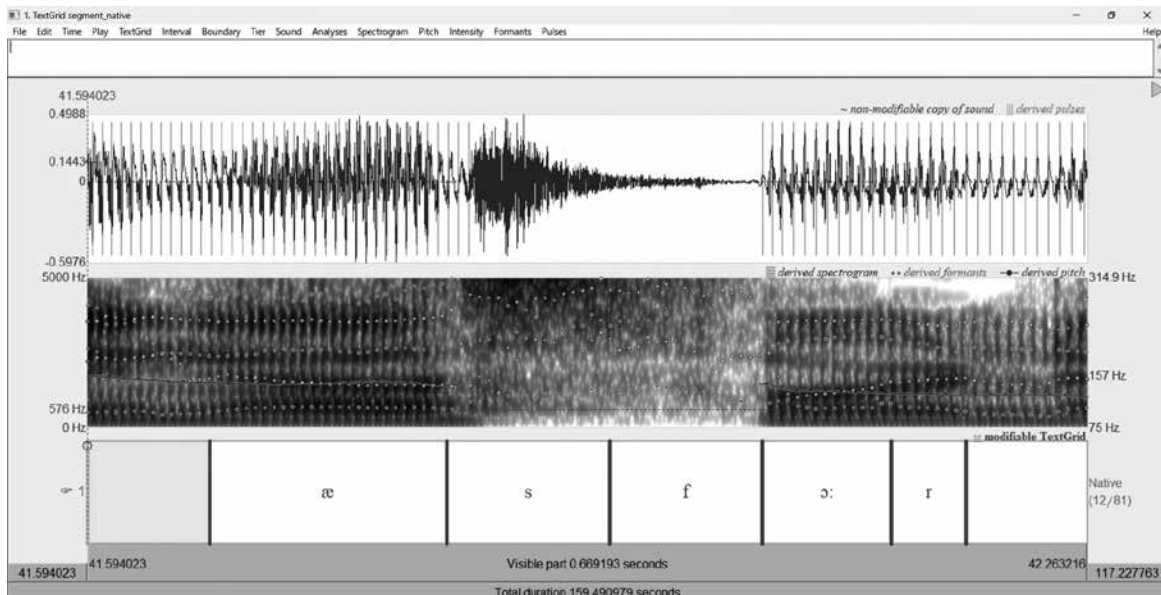 1. TextGrid segment_native
File Edit Time Play TextGrid Interval Boundary Tier Sound Analyses Spectrogram Pitch Intensity Formants Pulses Help
41.594023
0.4988
~ non-modifiable copy of sound derived pulses
0.1443
0
-0.5976
5000 Hz
derived spectrogram derived formants derived pitch
314.9 Hz
157 Hz
576 Hz
0 Hz
75 Hz
modifiable TextGrid
1 æ s f ɔː r
Native
(12/81)
41.594023 Visible part 0.669193 seconds 42.263216
41.594023 117.227763
Total duration 159.490979 seconds